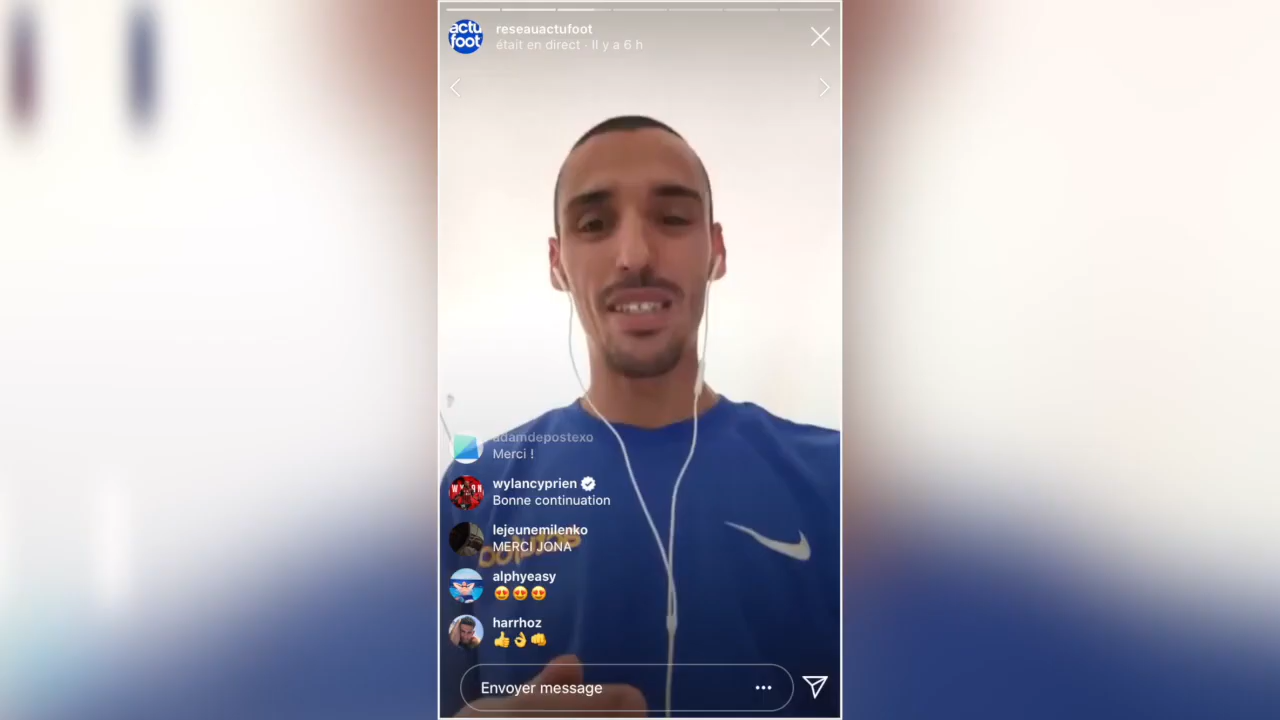 actu
foot
reseauactufoot
était en direct · Il y a 6 h
adamdepostexo
Merci !
wylancyprien
Bonne continuation
lejeunemilenko
MERCI JONA
alphyeasy
harrhoz
Envoyer message